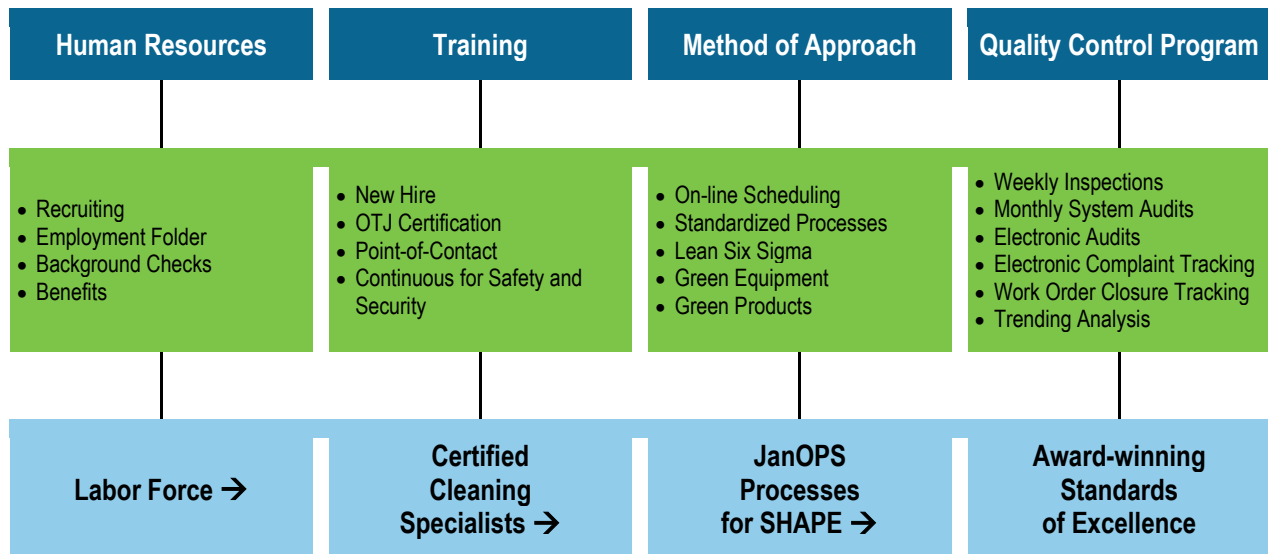 Human Resources
Training
Method of Approach
Quality Control Program
• Recruiting
• Employment Folder
• Background Checks
• Benefits
• New Hire
• OTJ Certification
• Point-of-Contact
• Continuous for Safety and
Security
• On-line Scheduling
• Standardized Processes
• Lean Six Sigma
• Green Equipment
• Green Products
• Weekly Inspections
• Monthly System Audits
• Electronic Audits
• Electronic Complaint Tracking
• Work Order Closure Tracking
• Trending Analysis
Labor Force →
Certified
Cleaning
Specialists →
JanOPS
Processes
for SHAPE →
Award-winning
Standards
of Excellence